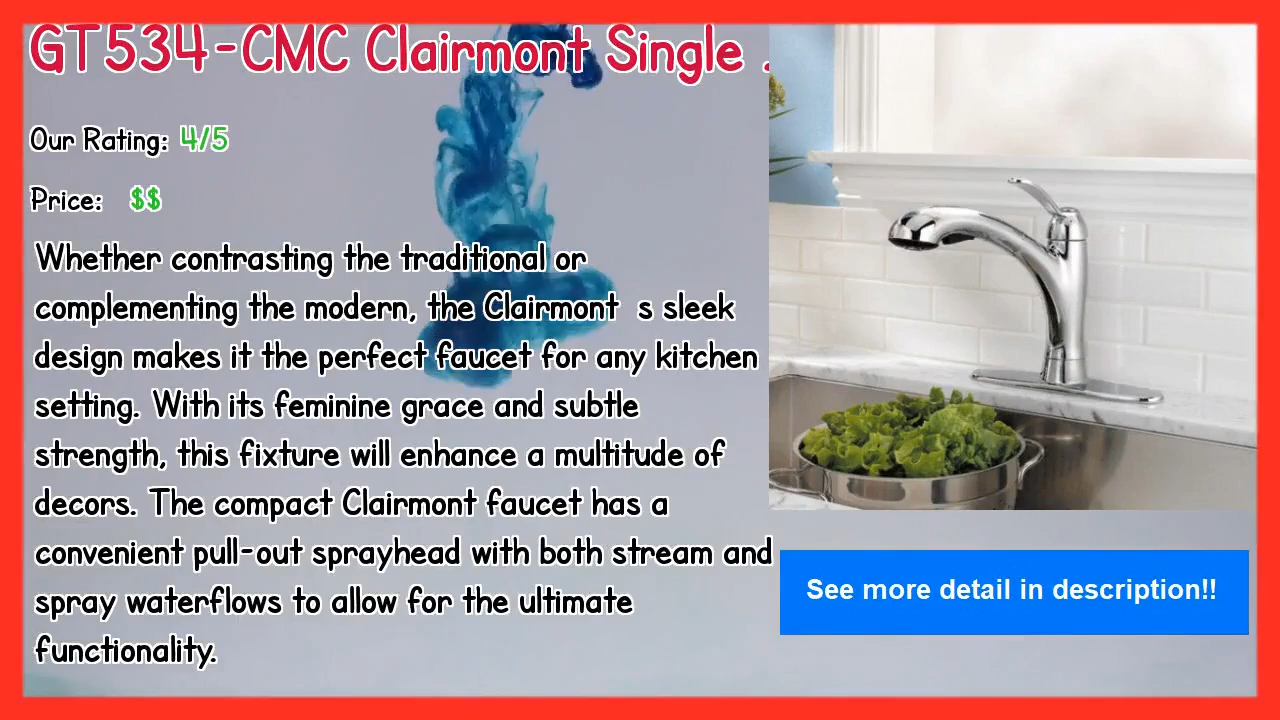 GT534-CMC Clairmont Single .
Our Rating: 4/5
Price: $$
Whether contrasting the traditional or
complementing the modern, the Clairmont s sleek
design makes it the perfect faucet for any kitchen
setting. With its feminine grace and subtle
strength, this fixture will enhance a multitude of
decors. The compact Clairmont faucet has a
convenient pull-out sprayhead with both stream and
spray waterflows to allow for the ultimate
functionality.
See more detail in description!!